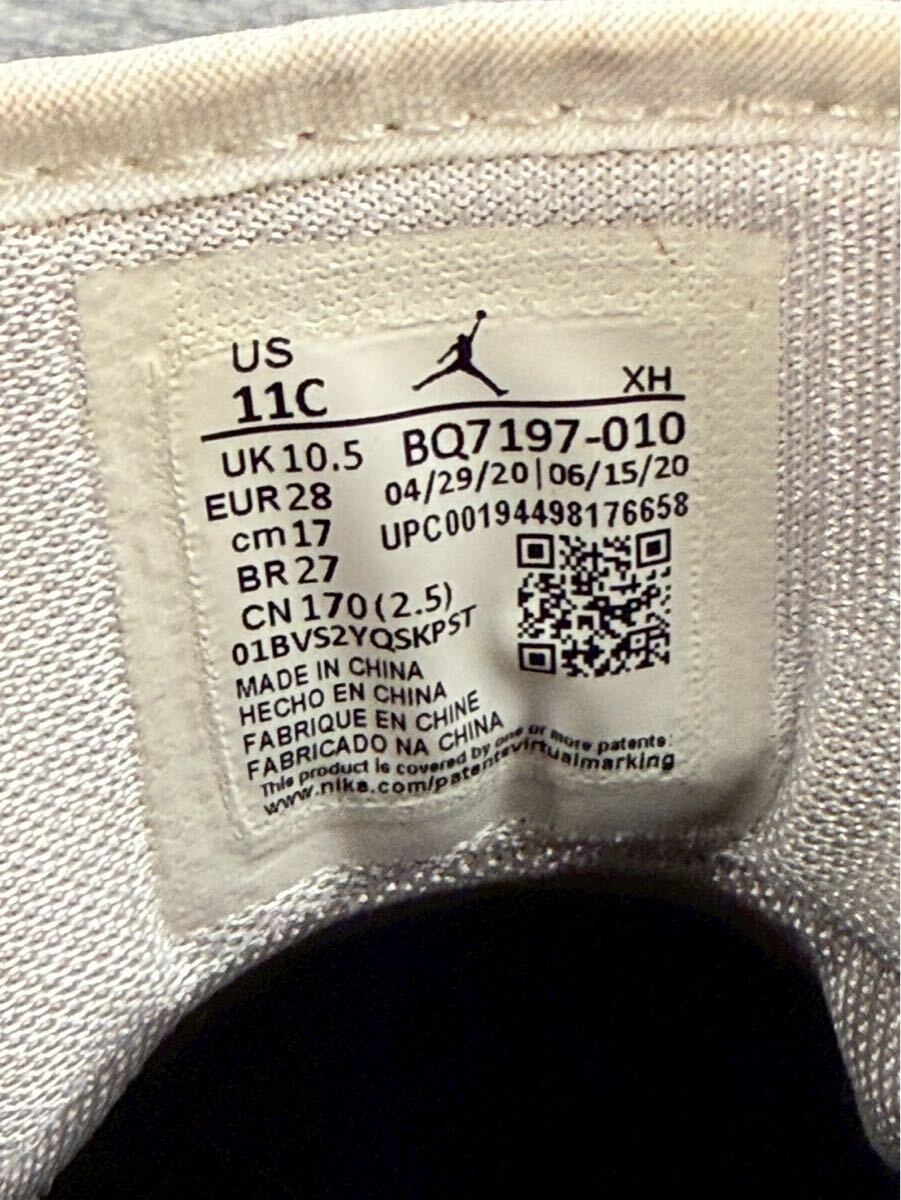 US
11C
XH
UK 10.5
BQ7197-010
EUR 28
04/29/20|06/15/20
cm 17
UPC00194498176658
BR 27
CN 170(2.5)
01BVS2YQSKPST
MADE IN CHINA
HECHO EN CHINA
FABRIQUE EN CHINE
FABRICADO NA CHINA
This product is covered by one or more patents:
www.nike.com/patentsvirtualmarking